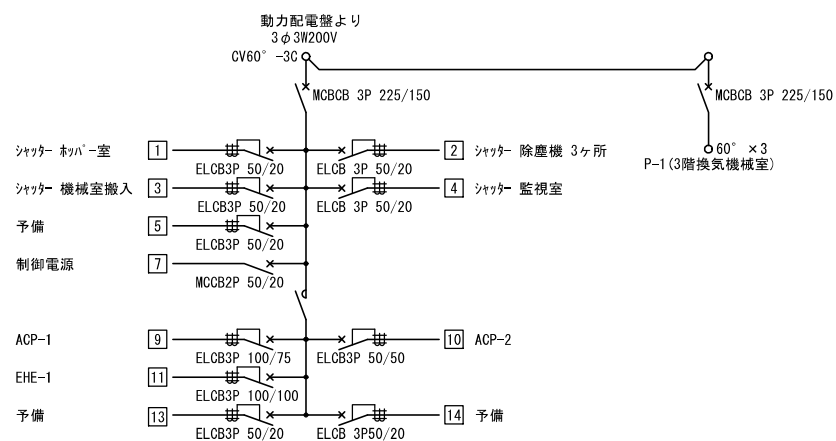 動力配電盤より
3φ3W200V
CV60°-3C
MCBCB 3P 225/150
MCBCB 3P 225/150
60° ×3
P-1(3階換気機械室)
ｼｬｯﾀｰ ﾎｯﾊﾟｰ室 1 ELCB3P 50/20
ELCB 3P 50/20 2 ｼｬｯﾀｰ 除塵機 3ヶ所
ｼｬｯﾀｰ 機械室搬入 3 ELCB3P 50/20
ELCB 3P 50/20 4 ｼｬｯﾀｰ 監視室
予備 5 ELCB3P 50/20
制御電源 7 MCCB2P 50/20
ACP-1 9 ELCB3P 100/75
ELCB3P 50/50 10 ACP-2
EHE-1 11 ELCB3P 100/100
予備 13 ELCB3P 50/20
ELCB 3P50/20 14 予備